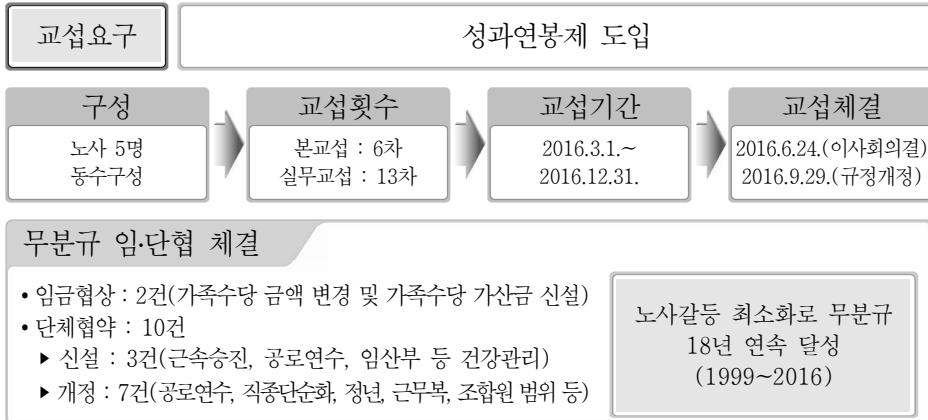 교섭요구
성과연봉제 도입
구성
노사 5명
동수구성
교섭횟수
본교섭 : 6차
실무교섭 : 13차
교섭기간
2016.3.1.~
2016.12.31.
교섭체결
2016.6.24.(이사회의결)
2016.9.29.(규정개정)
무분규 임·단협 체결
• 임금협상 : 2건(가족수당 금액 변경 및 가족수당 가산금 신설)
• 단체협약 : 10건
▶ 신설 : 3건(근속승진, 공로연수, 임산부 등 건강관리)
▶ 개정 : 7건(공로연수, 직종단순화, 정년, 근무복, 조합원 범위 등)
노사갈등 최소화로 무분규
18년 연속 달성
(1999~2016)